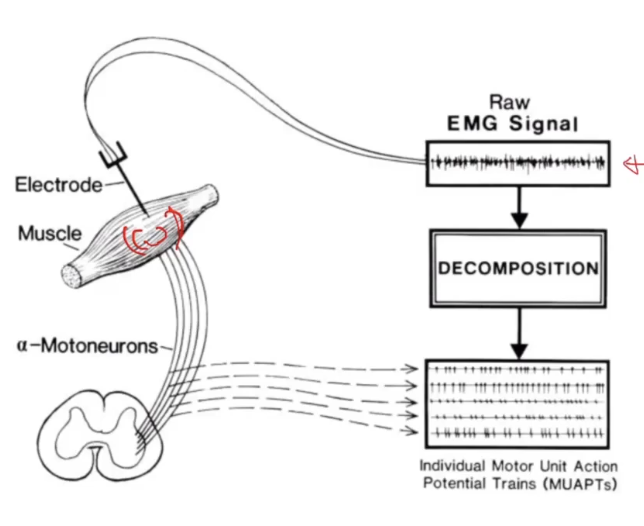 Raw
EMG Signal
Electrode
Muscle
DECOMPOSITION
α-Motoneurons
Individual Motor Unit Action
Potential Trains (MUAPTs)